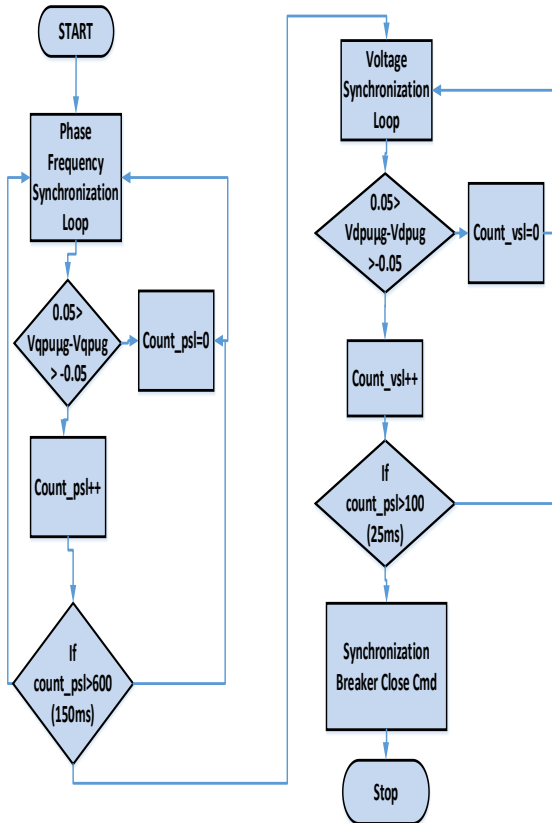 START
Phase
Frequency
Synchronization
Loop
0.05>
Vqpuµg-Vqpug
> -0.05
Count_psl=0
Count_psl++
If
count_psl>600
(150ms)
Voltage
Synchronization
Loop
0.05>
Vdpuµg-Vdpug
>-0.05
Count_vsl=0
Count_vsl++
If
count_psl>100
(25ms)
Synchronization
Breaker Close Cmd
Stop